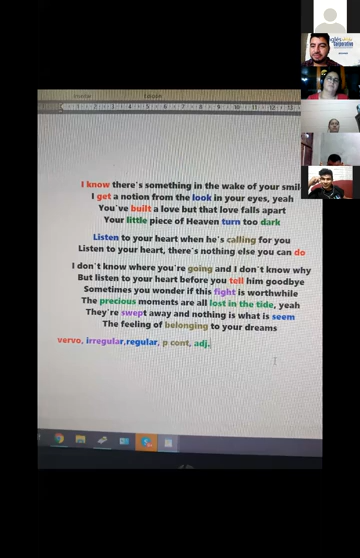 I know there's something in the wake of your smil
I get a notion from the look in your eyes, yeah
You've built a love but that love falls apart
Your little piece of Heaven turn too dark
Listen to your heart when he's calling for you
Listen to your heart, there's nothing else you can do
I don't know where you're going and I don't know why
But listen to your heart before you tell him goodbye
Sometimes you wonder if this fight is worthwhile
The precious moments are all lost in the tide, yeah
They're swept away and nothing is what is seem
The feeling of belonging to your dreams
vervo, irregular,regular, p cont, adj.